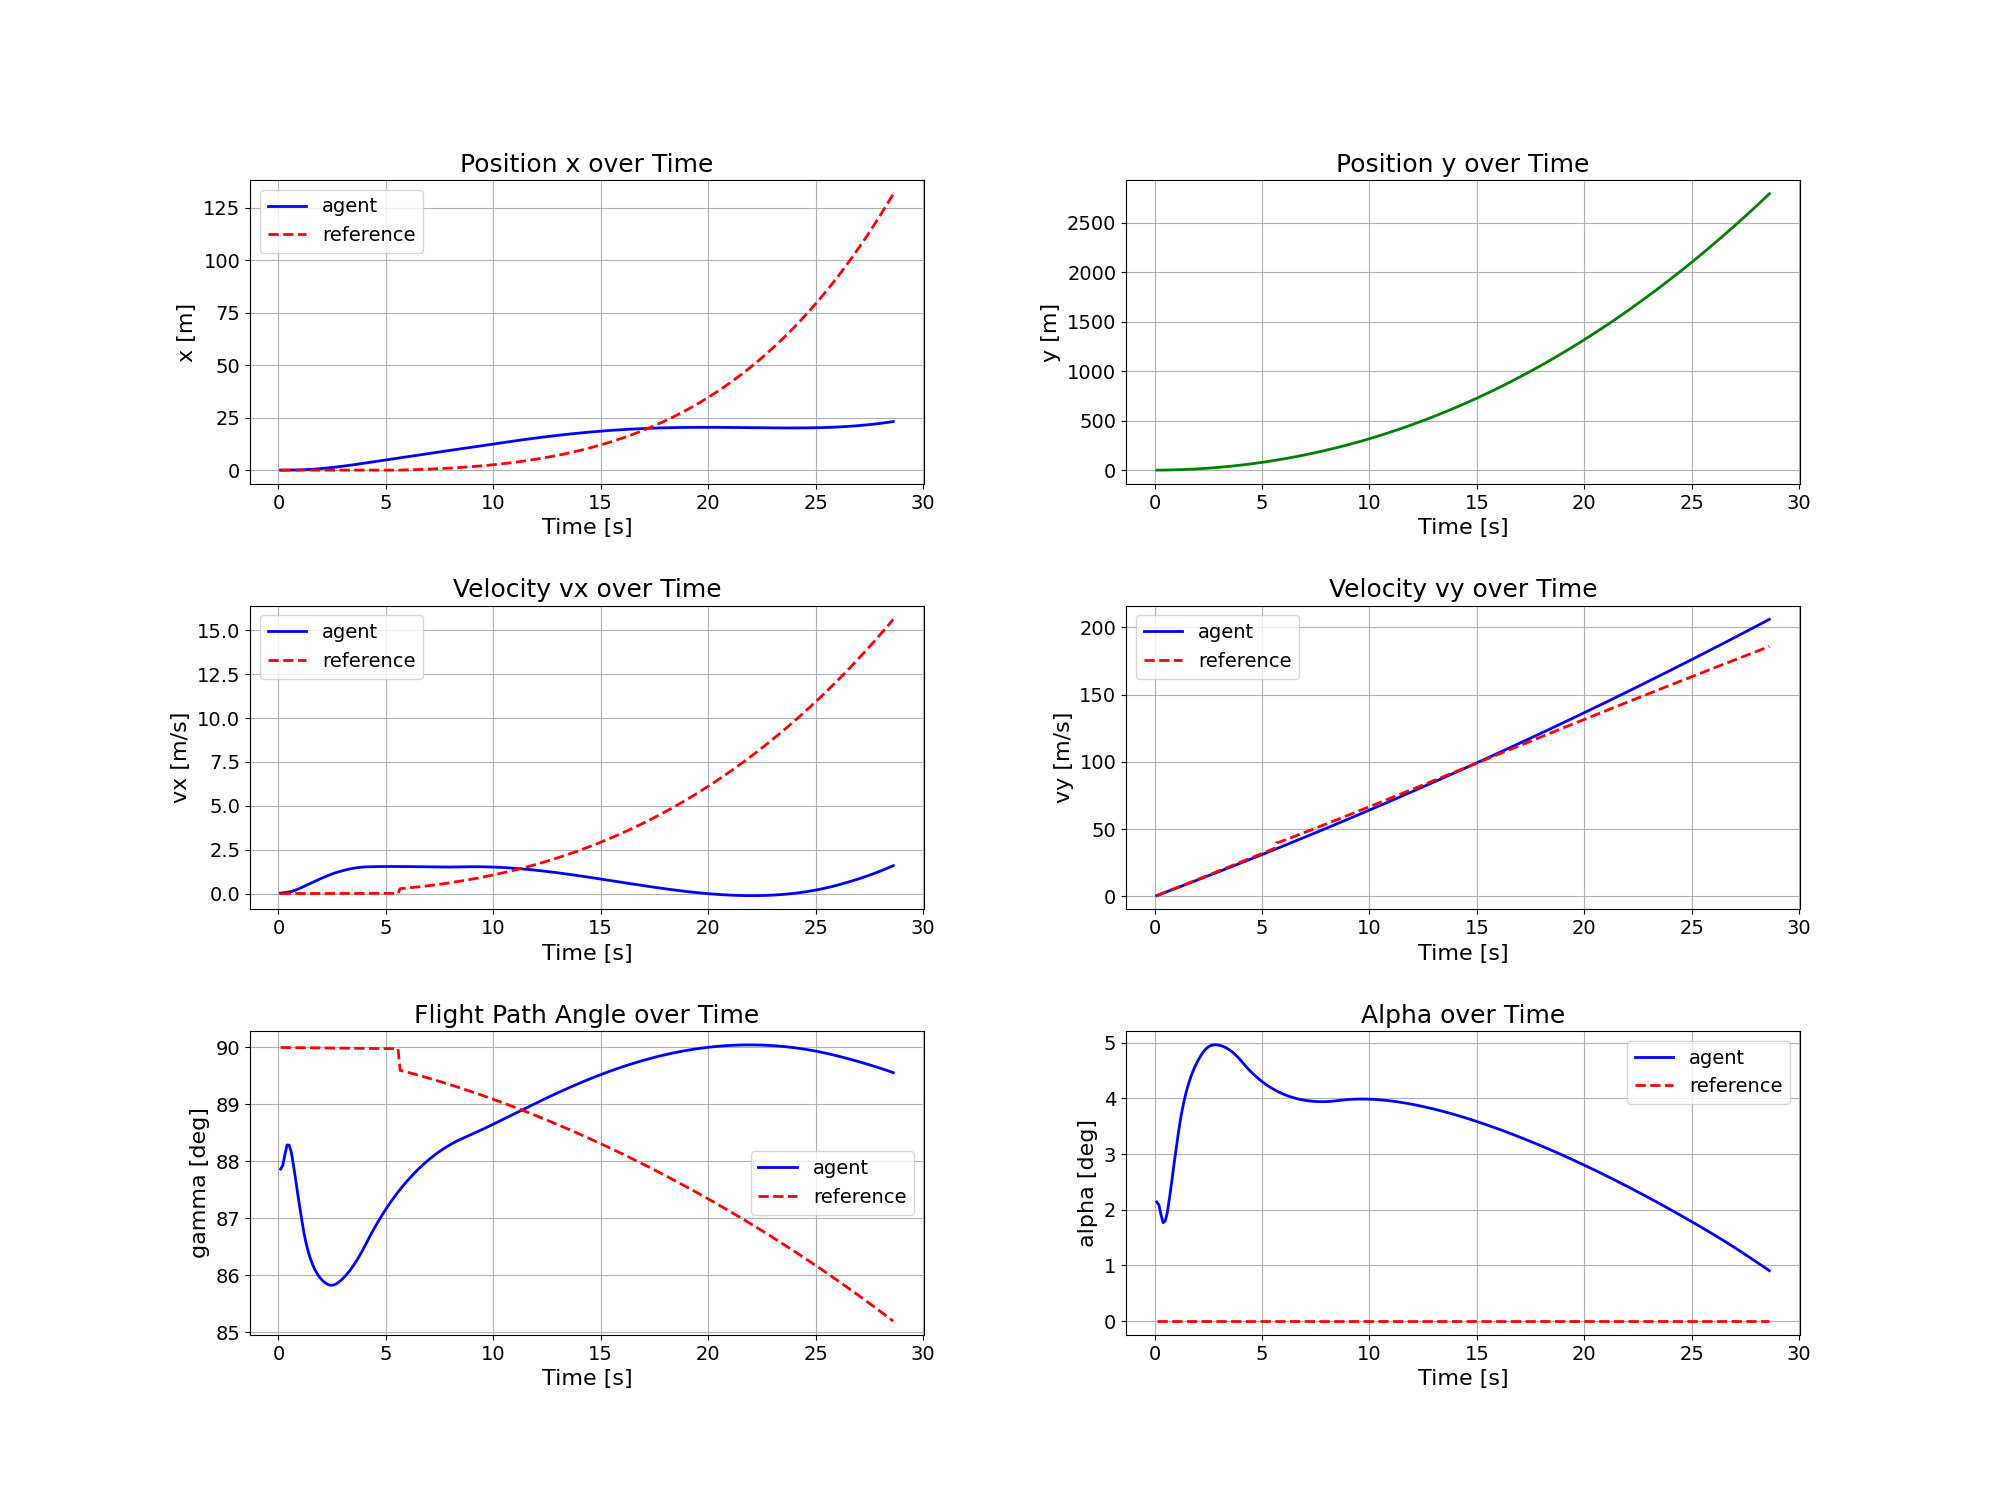 Position x over Time
x [m]
125
100
75
50
25
0
agent
reference
0 5 10 15 20 25 30
Time [s]
Position y over Time
y [m]
2500
2000
1500
1000
500
0
0 5 10 15 20 25 30
Time [s]
Velocity vx over Time
vx [m/s]
15.0
12.5
10.0
7.5
5.0
2.5
0.0
agent
reference
0 5 10 15 20 25 30
Time [s]
Velocity vy over Time
vy [m/s]
200
150
100
50
0
agent
reference
0 5 10 15 20 25 30
Time [s]
Flight Path Angle over Time
gamma [deg]
90
89
88
87
86
85
agent
reference
0 5 10 15 20 25 30
Time [s]
Alpha over Time
alpha [deg]
5
4
3
2
1
0
agent
reference
0 5 10 15 20 25 30
Time [s]